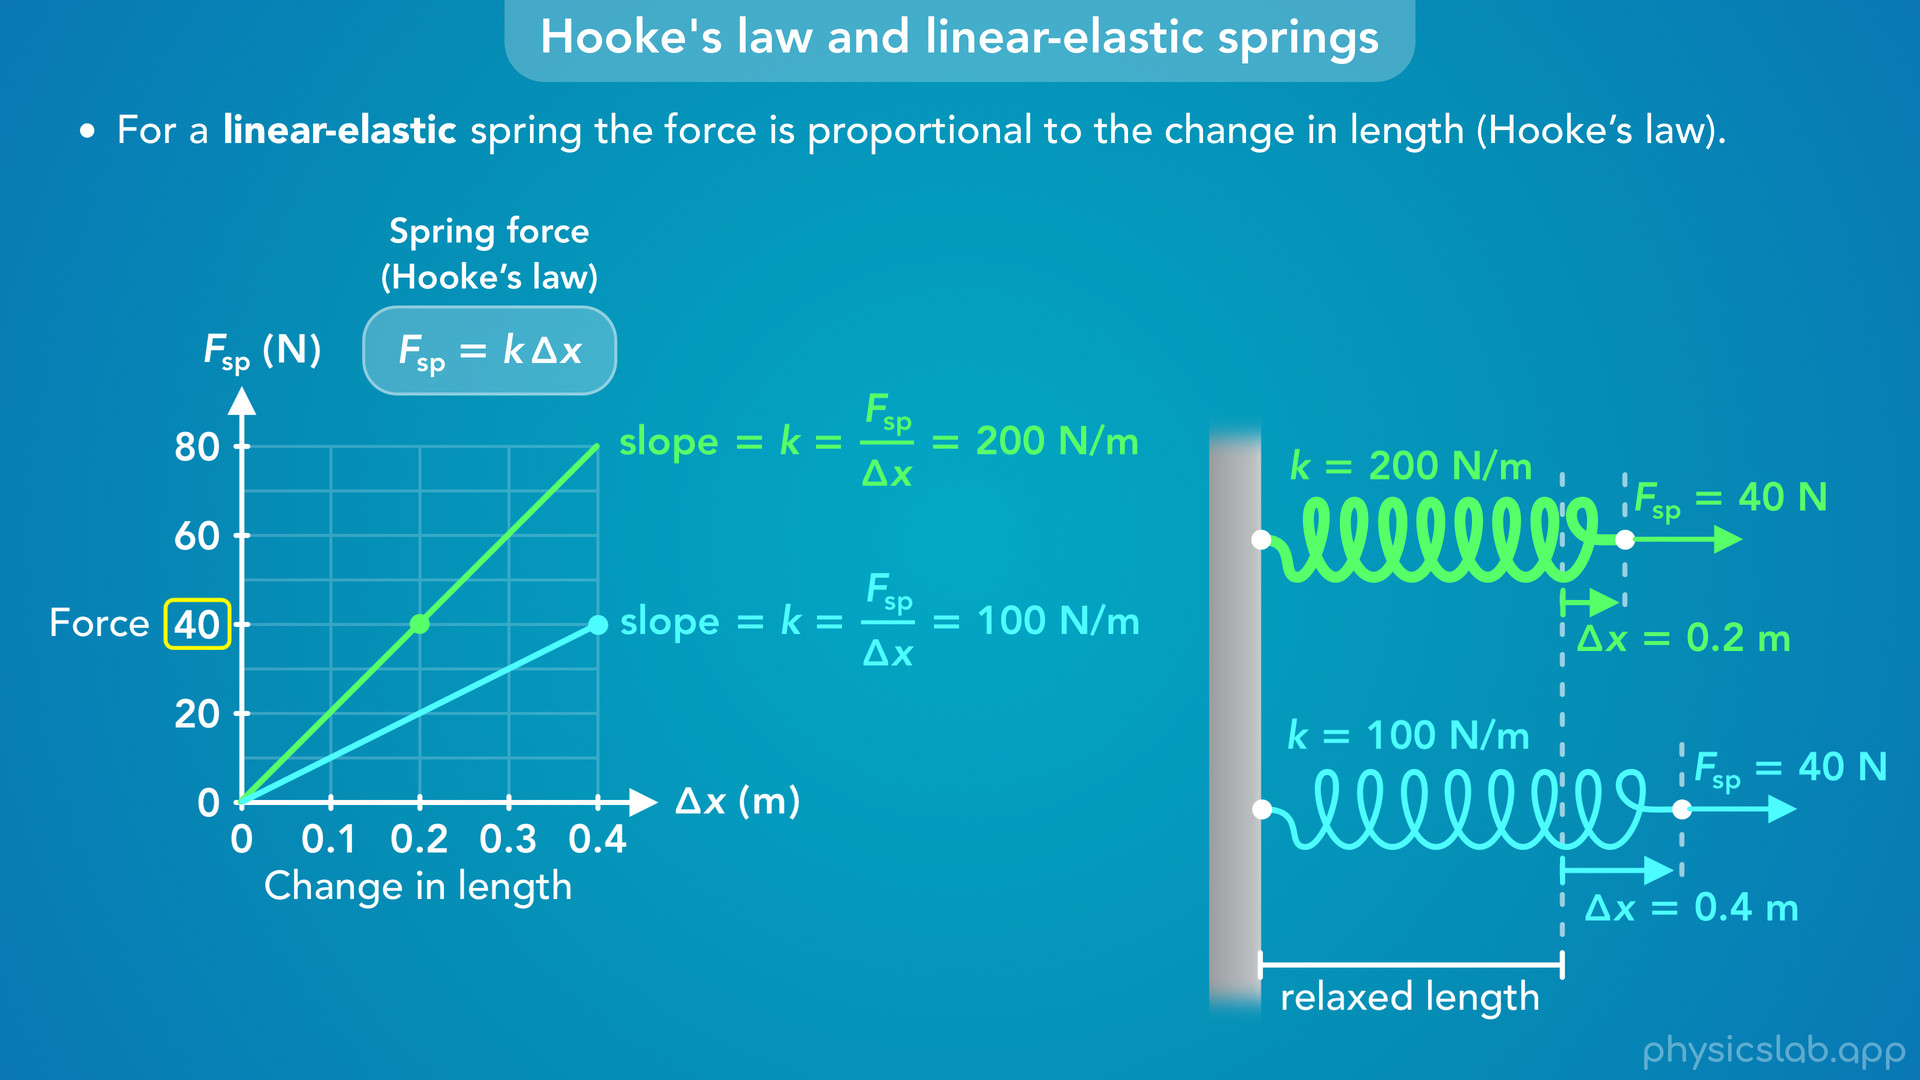 Hooke's law and linear-elastic springs
• For a linear-elastic spring the force is proportional to the change in length (Hooke’s law).
Spring force
(Hooke’s law)
Fsp = k Δx
Fsp (N)
80
60
Force 40
20
0
0 0.1 0.2 0.3 0.4
Δx (m)
Change in length
slope = k = Fsp/Δx = 200 N/m
slope = k = Fsp/Δx = 100 N/m
k = 200 N/m
Fsp = 40 N
Δx = 0.2 m
k = 100 N/m
Fsp = 40 N
Δx = 0.4 m
relaxed length
physicslab.app